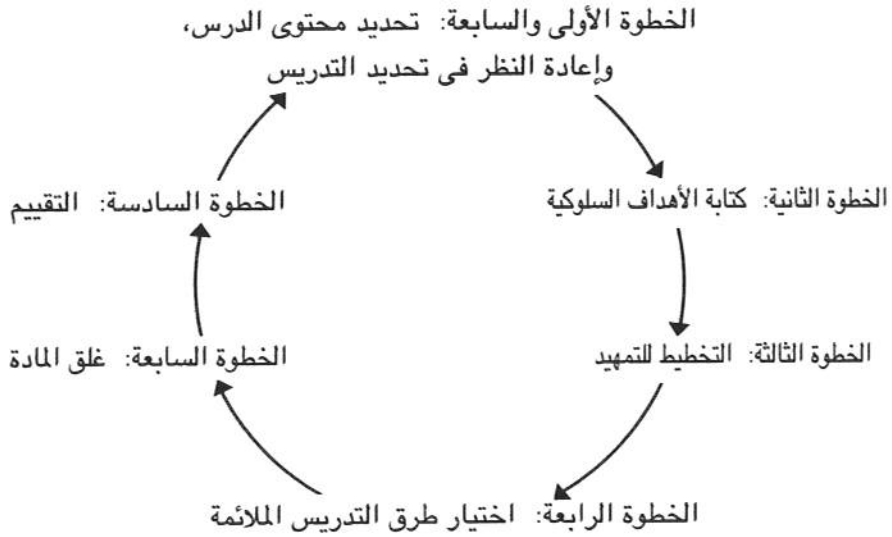 الخطوة الأولى والسابعة: تحديد محتوى الدرس،
وإعادة النظر فى تحديد التدريس
الخطوة الثانية: كتابة الأهداف السلوكية
الخطوة الثالثة: التخطيط للتمهيد
الخطوة الرابعة: اختيار طرق التدريس الملائمة
الخطوة السابعة: غلق المادة
الخطوة السادسة: التقييم